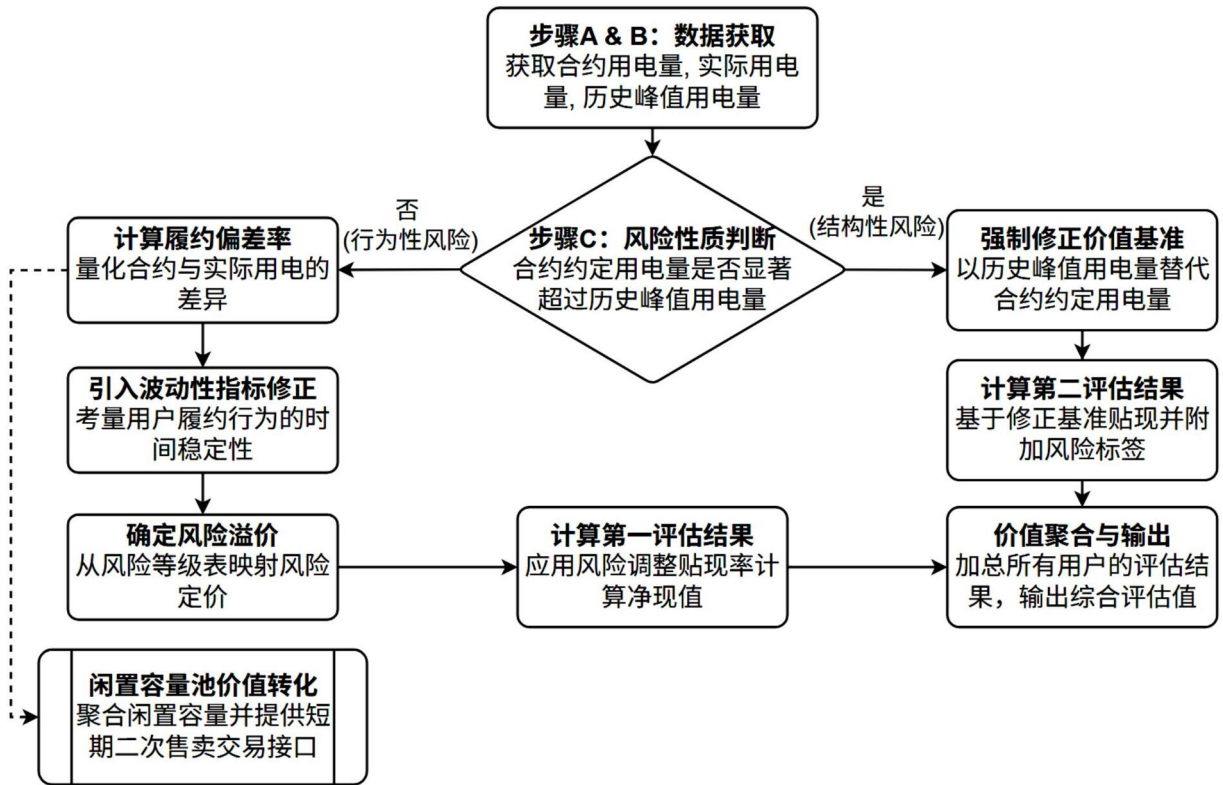 步骤A & B：数据获取
获取合约用电量, 实际用电
量, 历史峰值用电量
否
(行为性风险)
是
(结构性风险)
计算履约偏差率
量化合约与实际用电的
差异
步骤C：风险性质判断
合约约定用电量是否显著
超过历史峰值用电量
强制修正价值基准
以历史峰值用电量替代
合约约定用电量
引入波动性指标修正
考量用户履约行为的时
间稳定性
计算第二评估结果
基于修正基准贴现并附
加风险标签
确定风险溢价
从风险等级表映射风险
定价
计算第一评估结果
应用风险调整贴现率计
算净现值
价值聚合与输出
加总所有用户的评估结
果，输出综合评估值
闲置容量池价值转化
聚合闲置容量并提供短
期二次售卖交易接口